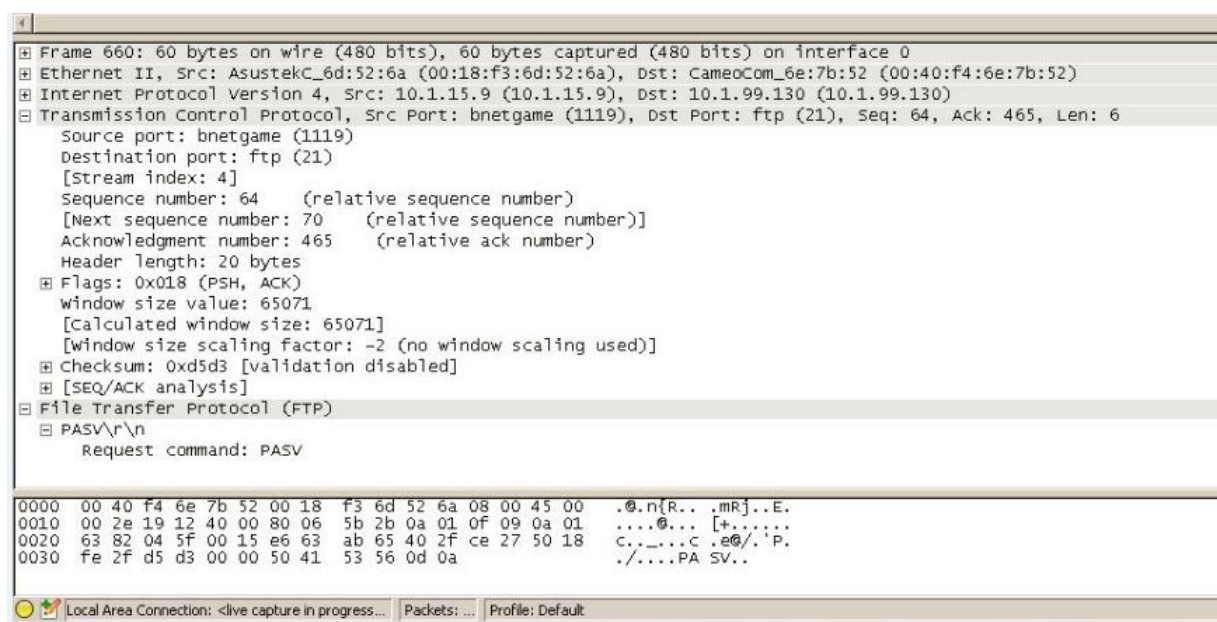 Frame 660: 60 bytes on wire (480 bits), 60 bytes captured (480 bits) on interface 0
Ethernet II, Src: AsustekC_6d:52:6a (00:18:f3:6d:52:6a), Dst: CameoCom_6e:7b:52 (00:40:f4:6e:7b:52)
Internet Protocol Version 4, Src: 10.1.15.9 (10.1.15.9), Dst: 10.1.99.130 (10.1.99.130)
Transmission Control Protocol, Src Port: bnetgame (1119), Dst Port: ftp (21), Seq: 64, Ack: 465, Len: 6
Source port: bnetgame (1119)
Destination port: ftp (21)
[Stream index: 4]
Sequence number: 64 (relative sequence number)
[Next sequence number: 70 (relative sequence number)]
Acknowledgment number: 465 (relative ack number)
Header length: 20 bytes
Flags: 0x018 (PSH, ACK)
Window size value: 65071
[Calculated window size: 65071]
[Window size scaling factor: -2 (no window scaling used)]
Checksum: 0xd5d3 [validation disabled]
[SEQ/ACK analysis]
File Transfer Protocol (FTP)
PASV\r\n
Request command: PASV
0000 00 40 f4 6e 7b 52 00 18 f3 6d 52 6a 08 00 45 00 .@.n{R.. .mRj..E.
0010 00 2e 19 12 40 00 80 06 5b 2b 0a 01 0f 09 0a 01 ....@... [+......
0020 63 82 04 5f 00 15 e6 63 ab 65 40 2f ce 27 50 18 c.._...c .e@/.'P.
0030 fe 2f d5 d3 00 00 50 41 53 56 0d 0a ./....PA SV..
Local Area Connection: <live capture in progress... Packets: ... Profile: Default